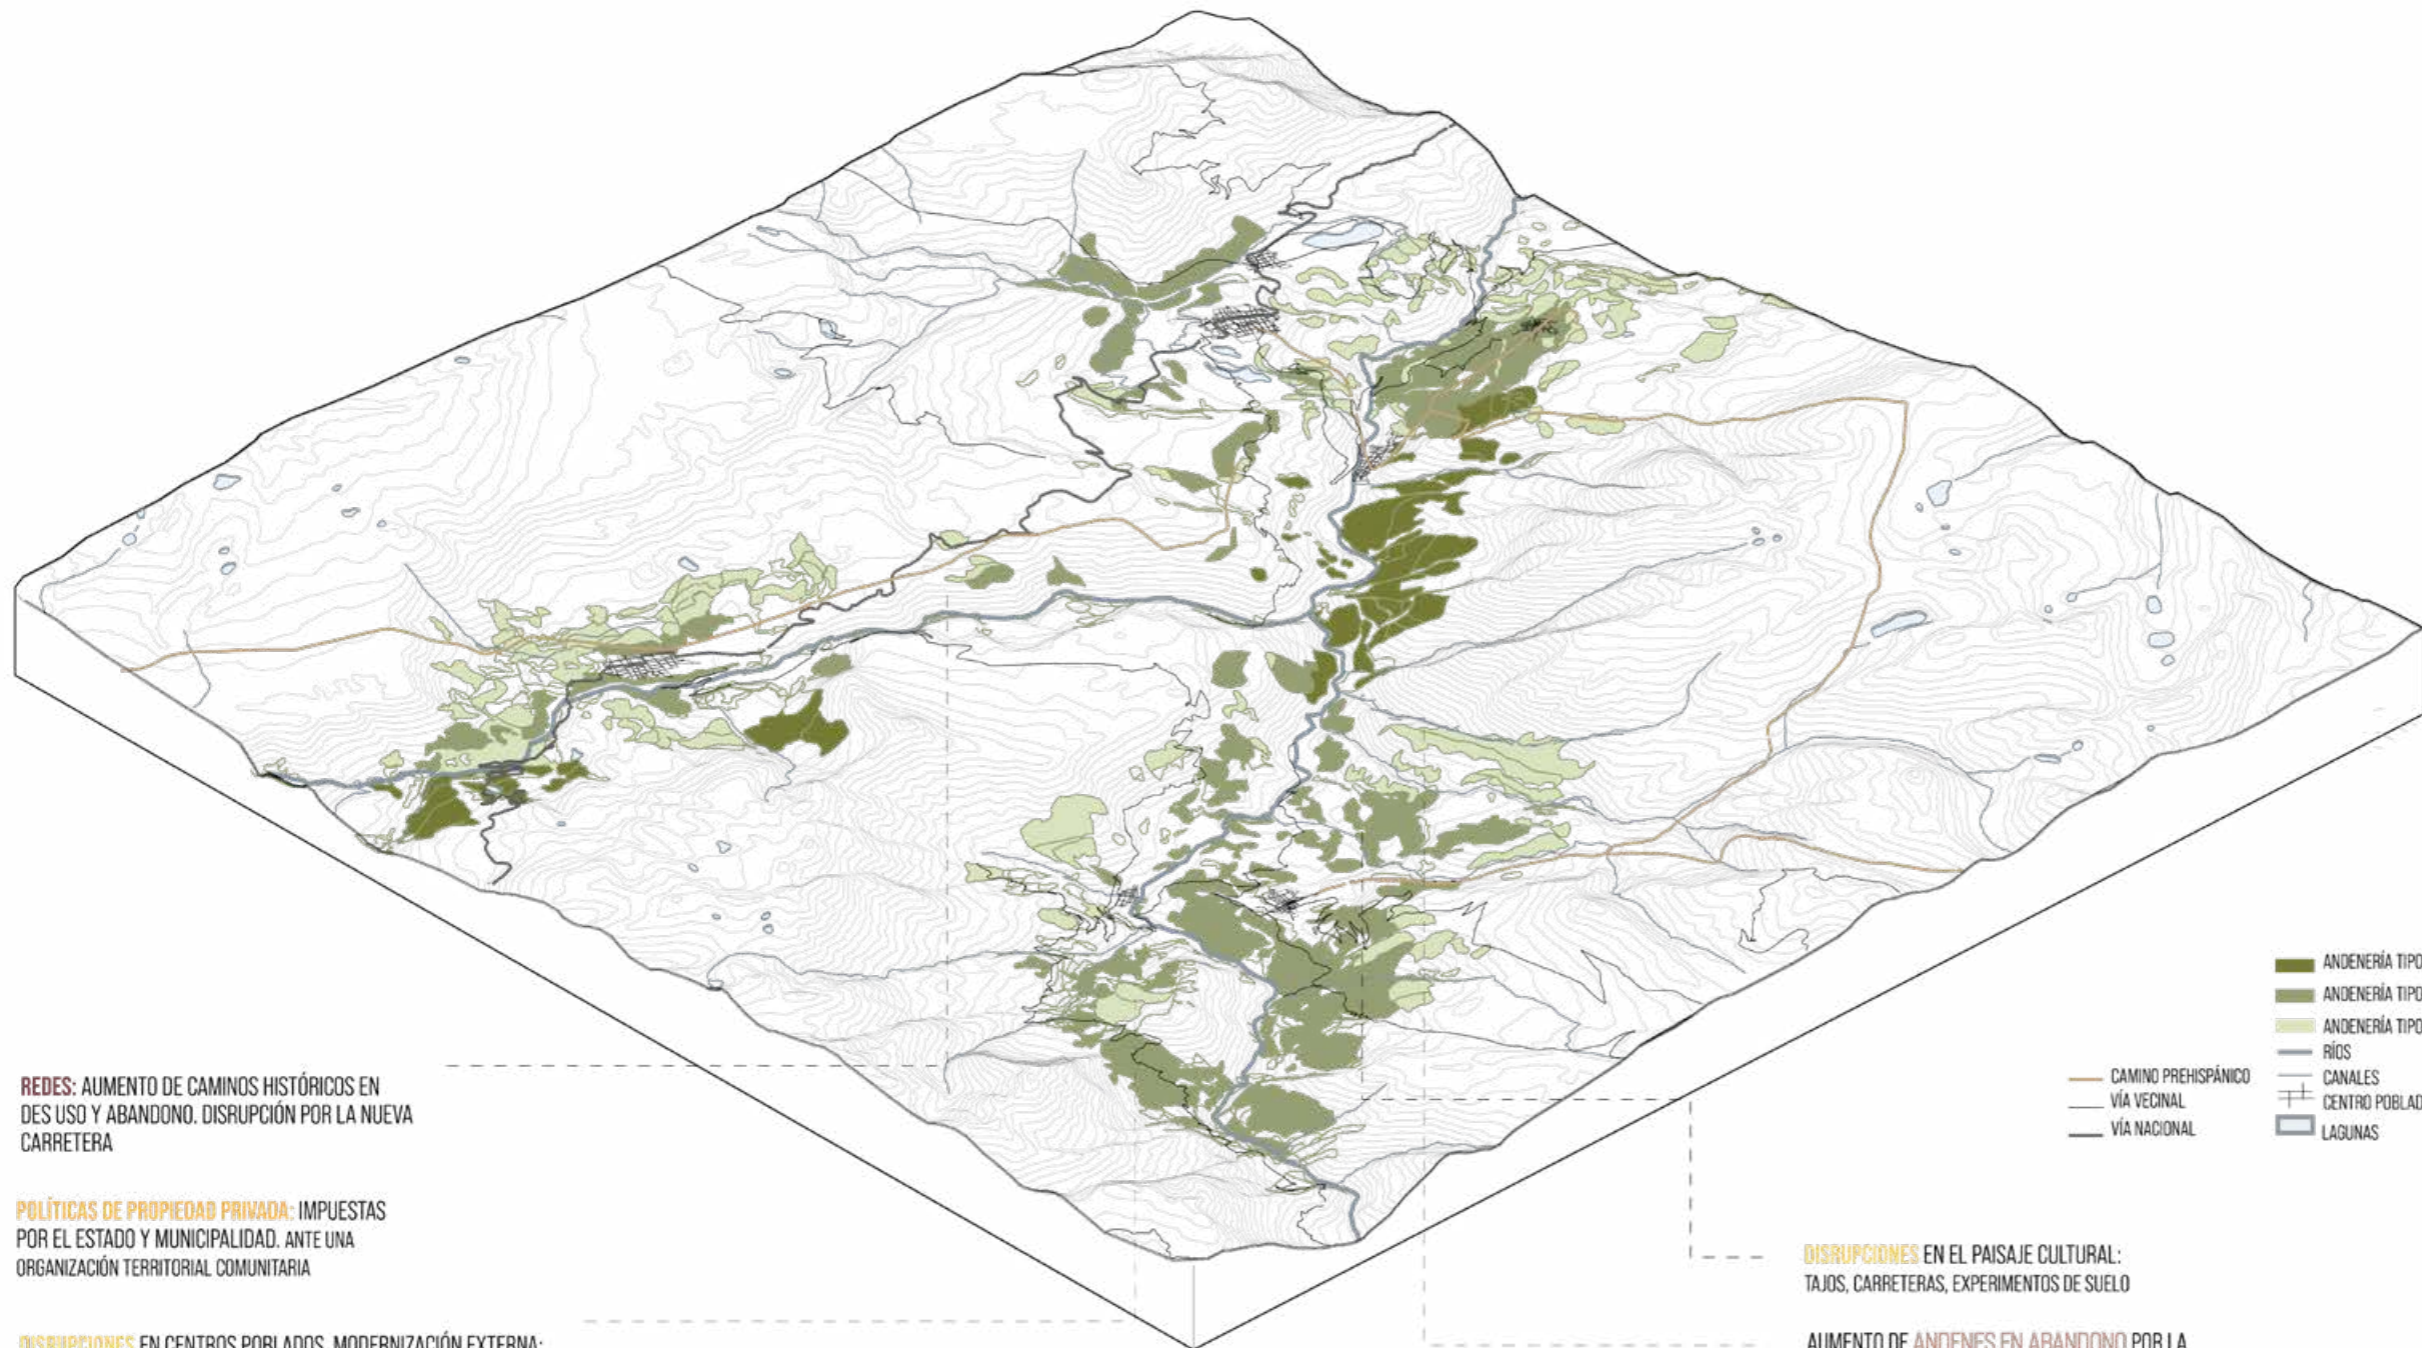 REDES: AUMENTO DE CAMINOS HISTÓRICOS EN
DES USO Y ABANDONO. DISRUPCIÓN POR LA NUEVA
CARRETERA
POLÍTICAS DE PROPIEDAD PRIVADA: IMPUESTAS
POR EL ESTADO Y MUNICIPALIDAD. ANTE UNA
ORGANIZACIÓN TERRITORIAL COMUNITARIA
DISRUPCIONES EN CENTROS POBLADOS. MODERNIZACIÓN EXTERNA:
CAMINO PREHISPÁNICO
VÍA VECINAL
VÍA NACIONAL
ANDENERÍA TIPO
ANDENERÍA TIPO
ANDENERÍA TIPO
RÍOS
CANALES
CENTRO POBLAD
LAGUNAS
DISRUPCIONES EN EL PAISAJE CULTURAL:
TAJOS, CARRETERAS, EXPERIMENTOS DE SUELO
AUMENTO DE ANDENES EN ABANDONO POR LA